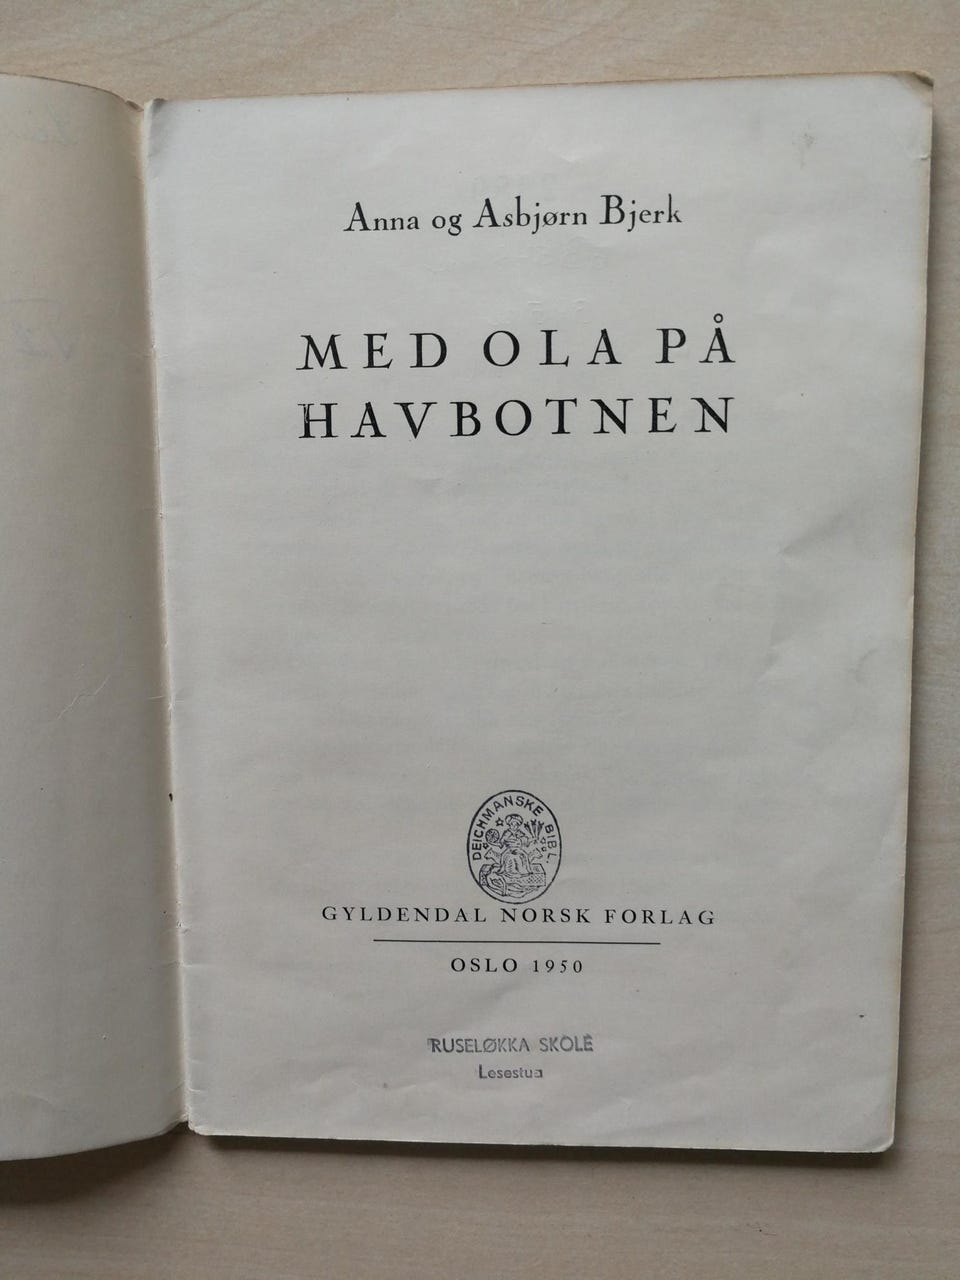 Anna og Asbjørn Bjerk
MED OLA PÅ
HAVBOTNEN
DEICHMANSKE BIBL.
GYLDENDAL NORSK FORLAG
OSLO 1950
RUSELØKKA SKOLE
Lesestua